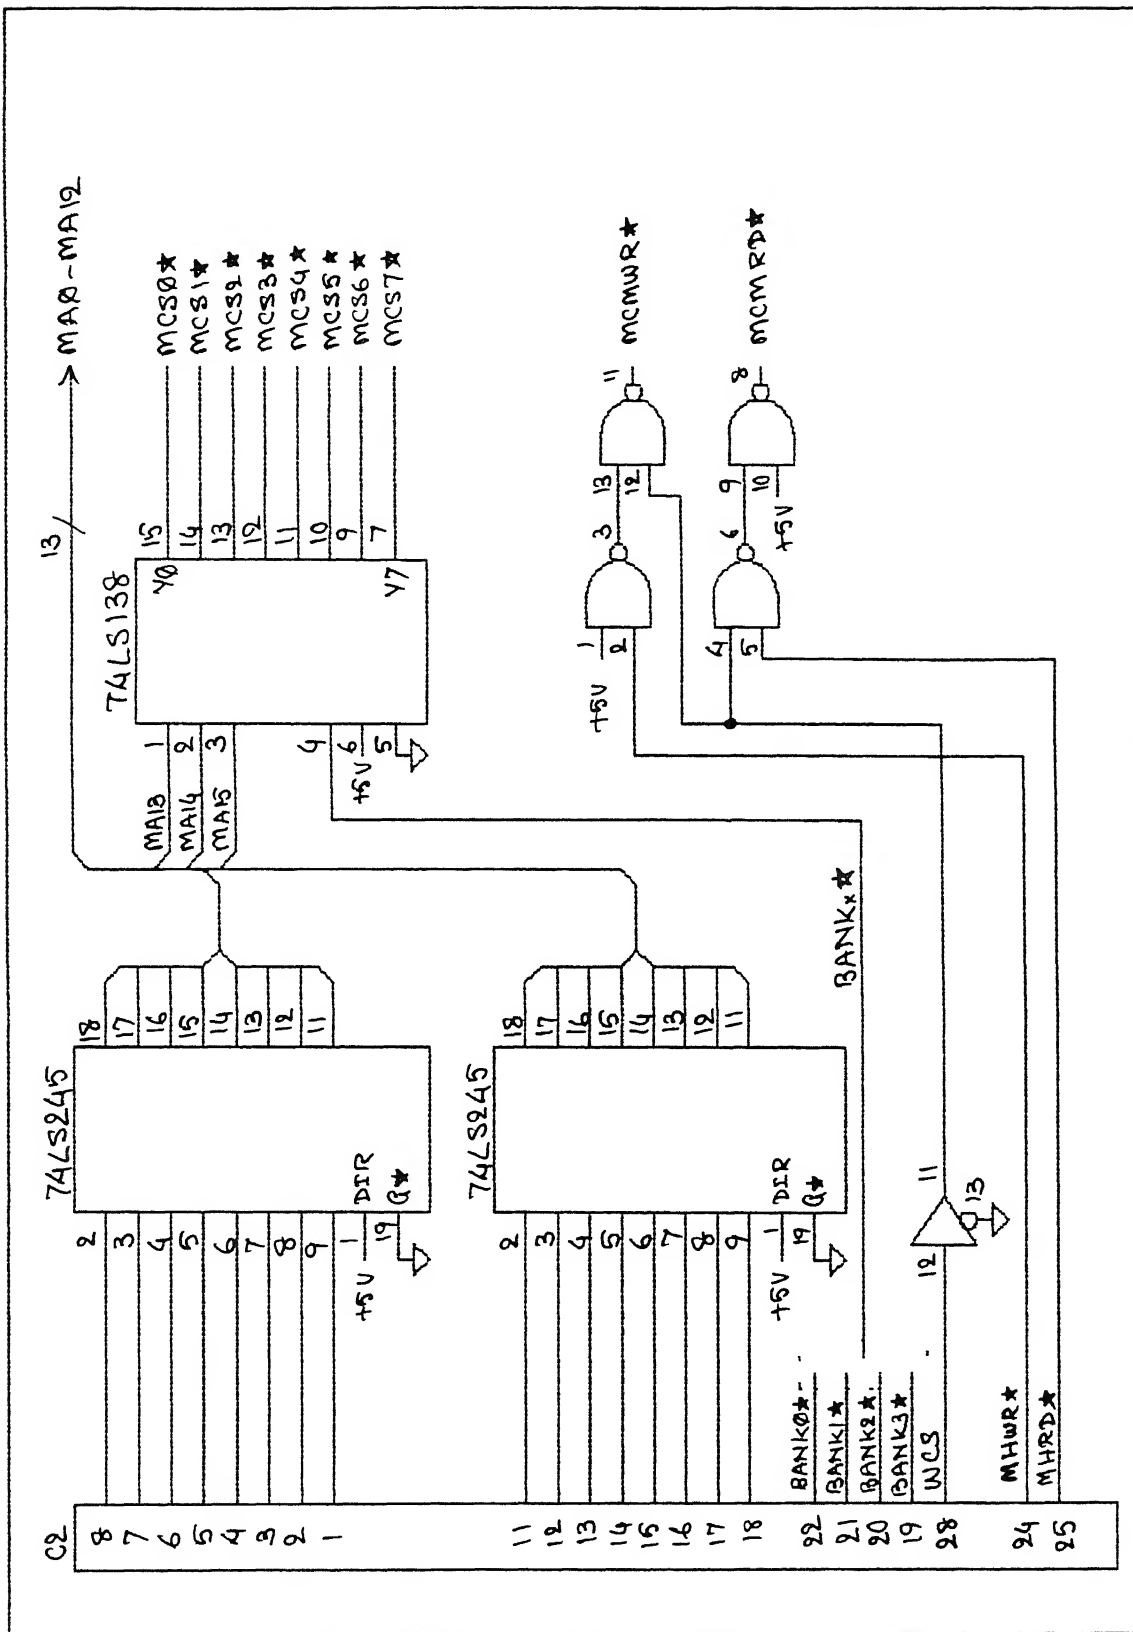 C2
8
7
6
5
4
3
2
1
11
12
13
14
15
16
17
18
22
21
20
19
28
24
25
74LS245
2
3
4
5
6
7
8
9
+5V
1
DIR
19
G★
18
17
16
15
14
13
12
11
74LS245
2
3
4
5
6
7
8
9
+5V
1
DIR
19
G★
18
17
16
15
14
13
12
11
BANK0★
BANK1★
BANK2★
BANK3★
WCS
MHWR★
MHRD★
12
11
13
BANKx★
13
MA0-MA12
MA13
MA14
MA15
74LS138
1
2
3
4
+5V 6
5
Y0
Y7
15
14
13
12
11
10
9
7
MCS0★
MCS1★
MCS2★
MCS3★
MCS4★
MCS5★
MCS6★
MCS7★
+5V
1
2
3
13
12
11
MCMWR★
4
5
6
9
10
+5V
8
MCMRD★